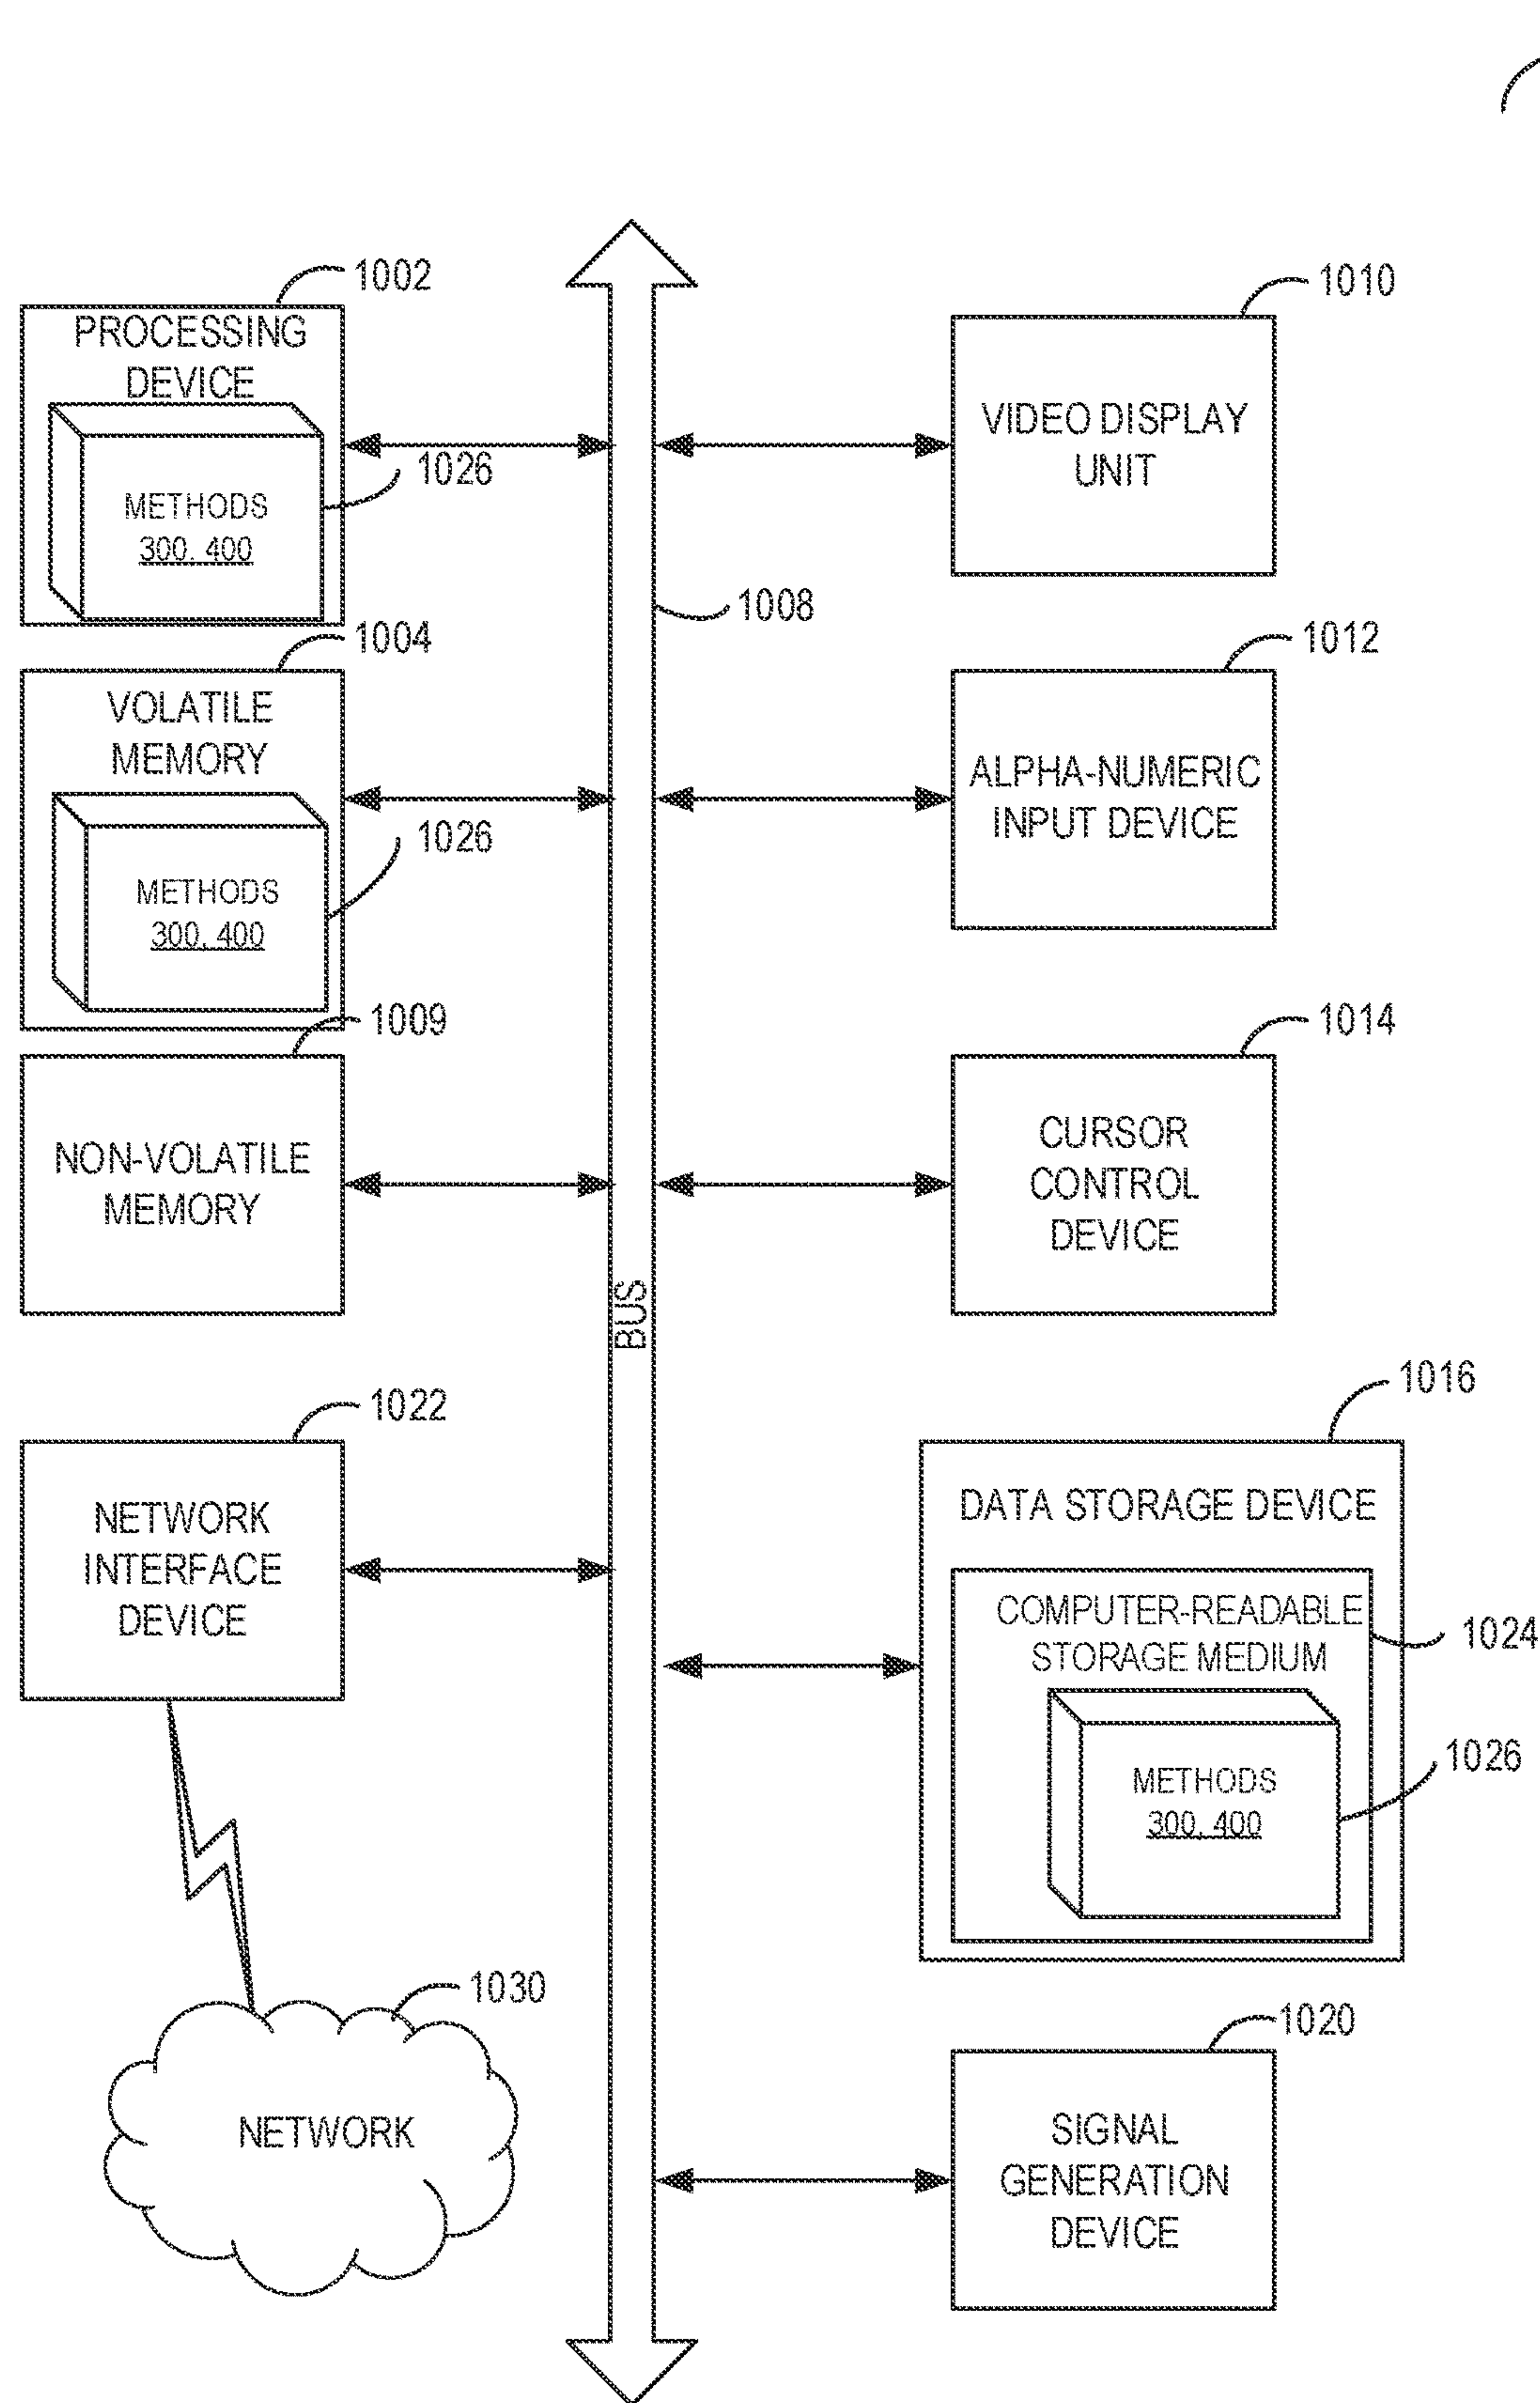 1002
PROCESSING
DEVICE
1026
METHODS
300, 400
1004
VOLATILE
MEMORY
1026
METHODS
300, 400
1009
NON-VOLATILE
MEMORY
1022
NETWORK
INTERFACE
DEVICE
1030
NETWORK
1008
BUS
1010
VIDEO DISPLAY
UNIT
1012
ALPHA-NUMERIC
INPUT DEVICE
1014
CURSOR
CONTROL
DEVICE
1016
DATA STORAGE DEVICE
COMPUTER-READABLE
STORAGE MEDIUM
1024
METHODS
300, 400
1026
1020
SIGNAL
GENERATION
DEVICE